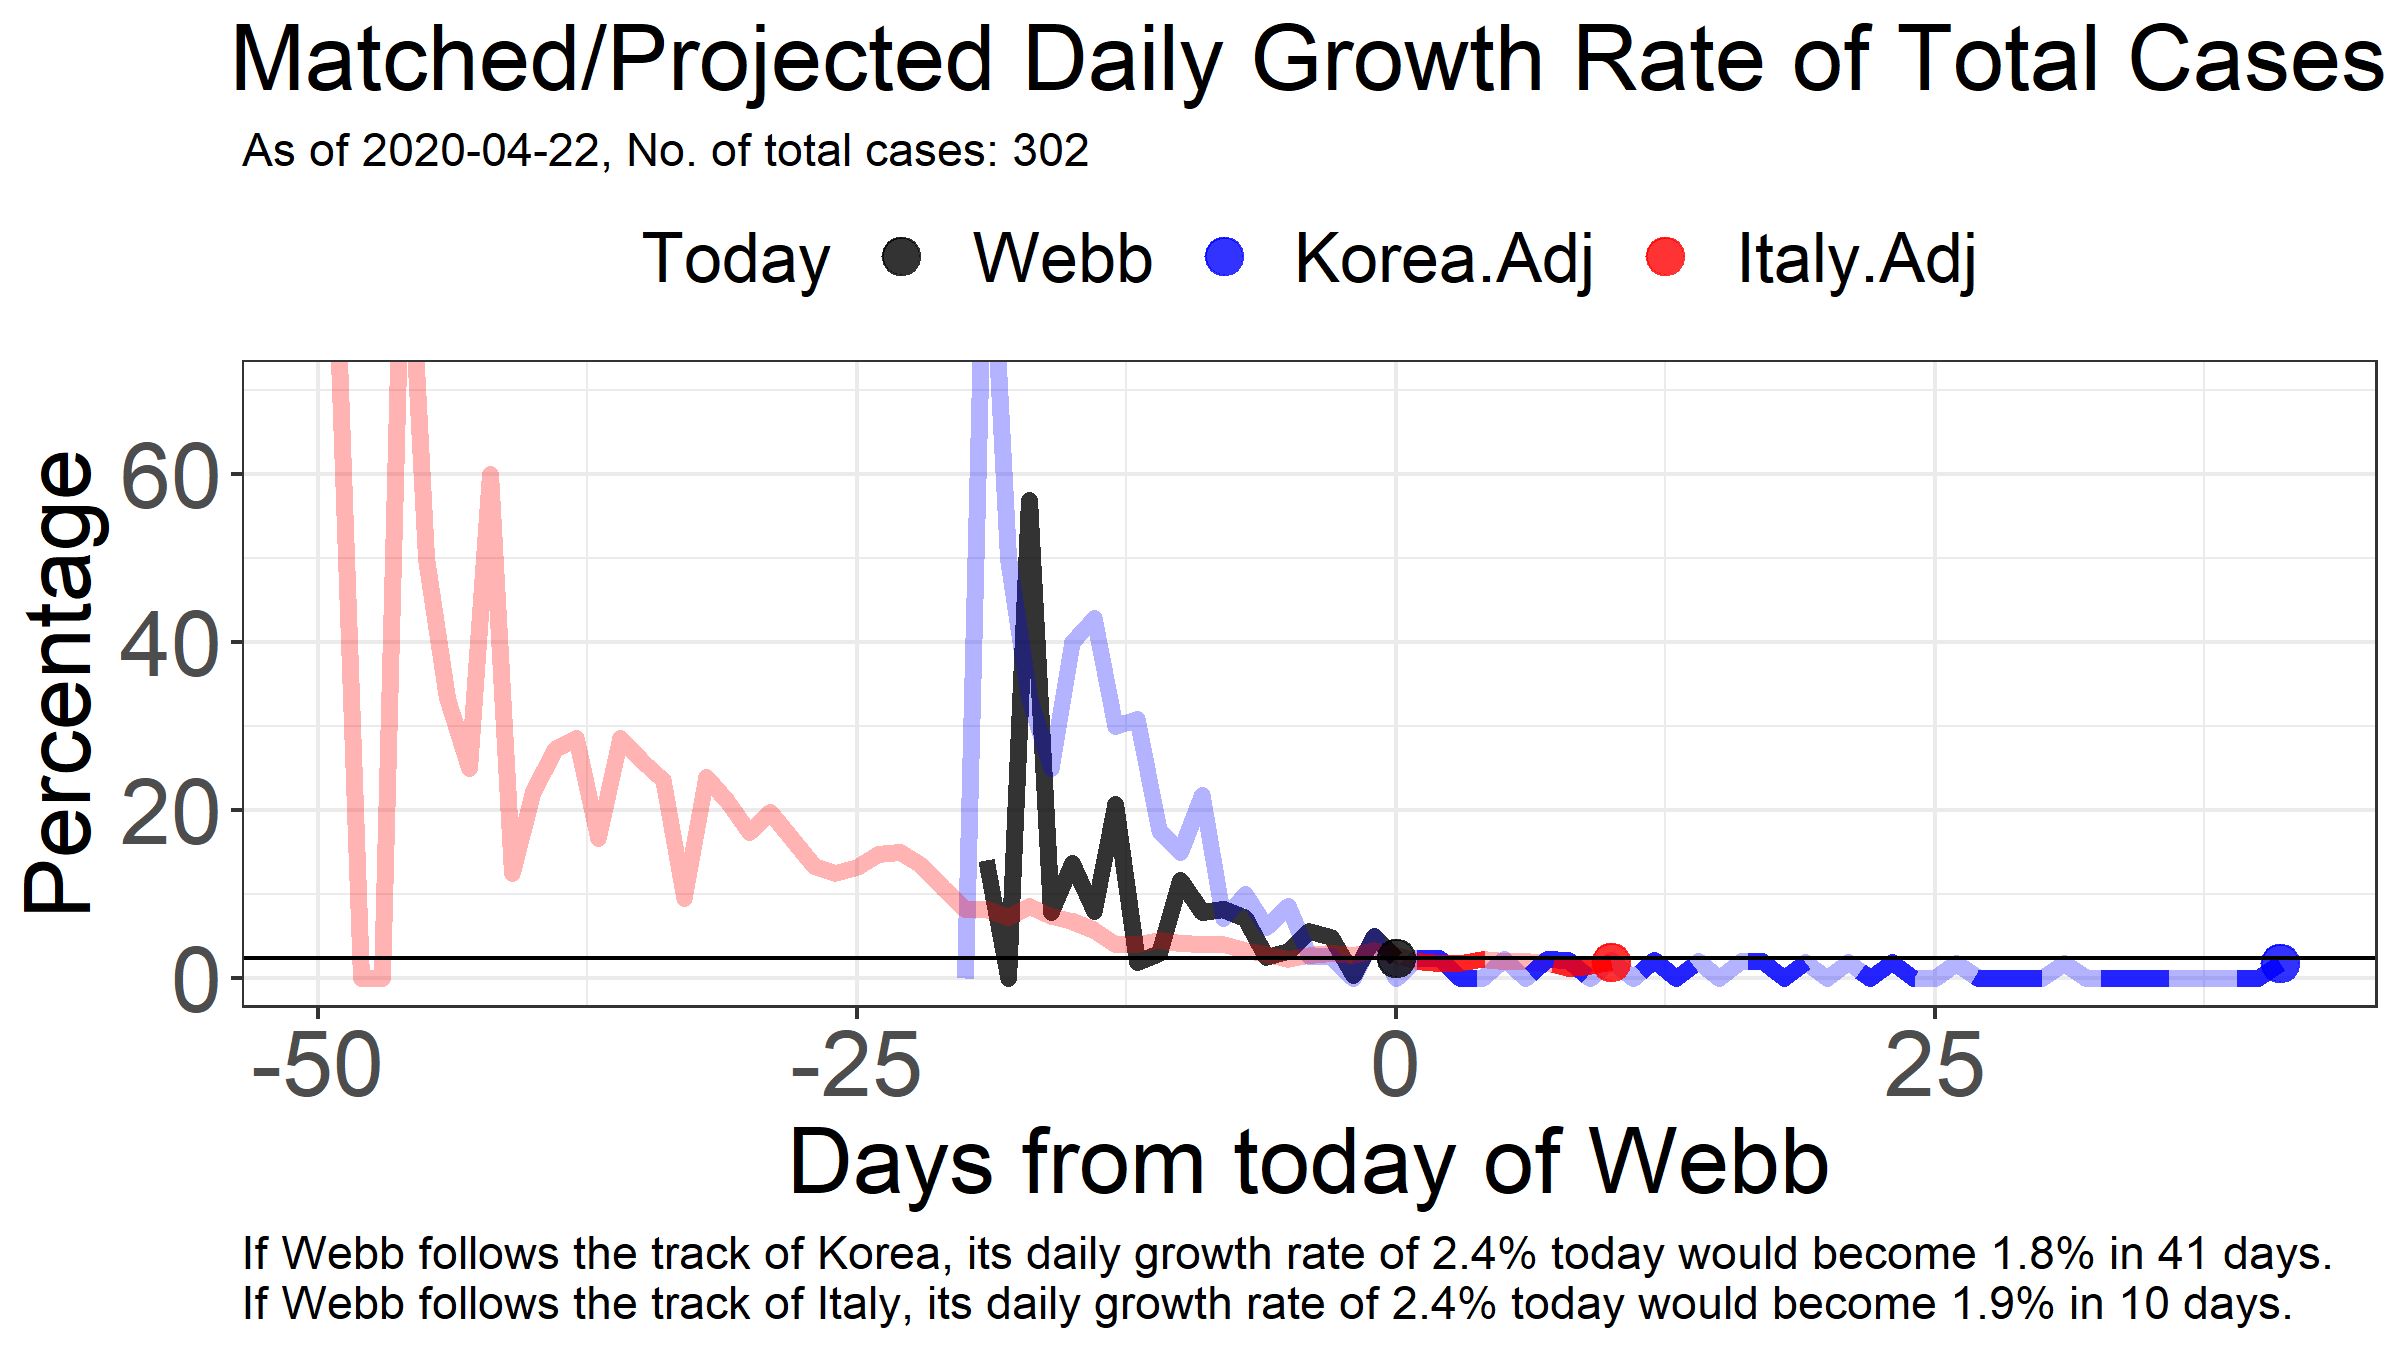 Matched/Projected Daily Growth Rate of Total Cases
As of 2020-04-22, No. of total cases: 302
Today Webb Korea.Adj Italy.Adj
Percentage
60
40
20
0
-50 -25 0 25
Days from today of Webb
If Webb follows the track of Korea, its daily growth rate of 2.4% today would become 1.8% in 41 days.
If Webb follows the track of Italy, its daily growth rate of 2.4% today would become 1.9% in 10 days.